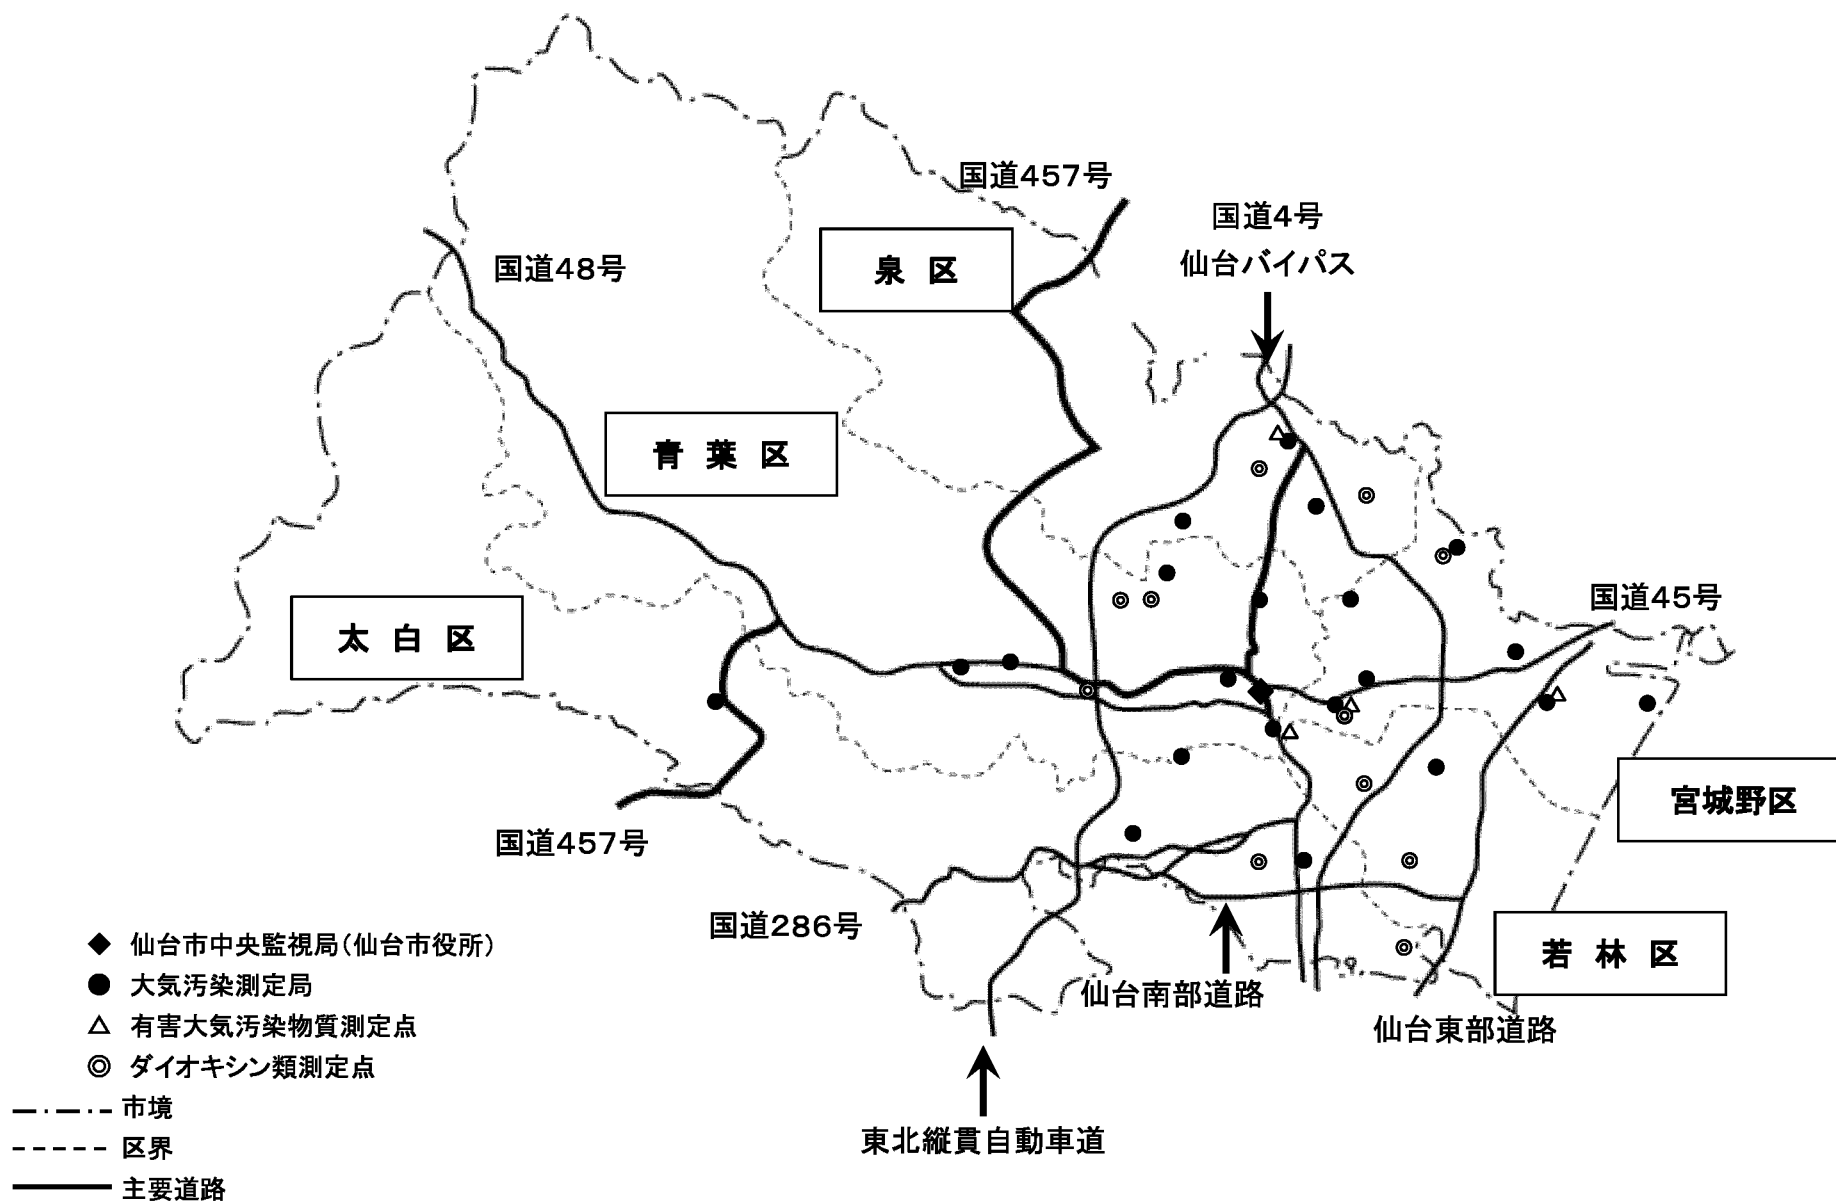 国道457号
国道4号
仙台バイパス
国道48号
泉 区
青 葉 区
国道45号
太 白 区
宮城野区
国道457号
国道286号
若 林 区
仙台南部道路
仙台東部道路
東北縦貫自動車道
仙台市中央監視局(仙台市役所)
大気汚染測定局
有害大気汚染物質測定点
ダイオキシン類測定点
市境
区界
主要道路